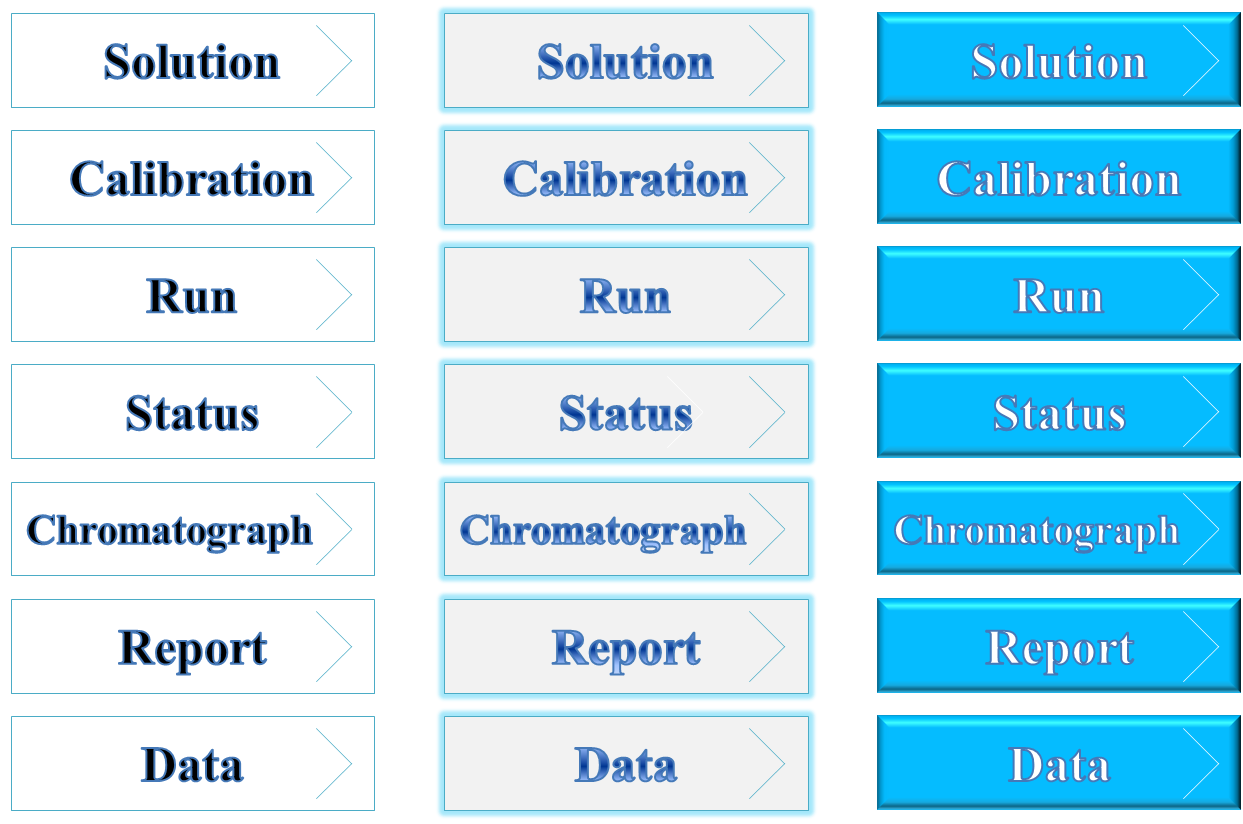 Solution Solution Solution
Calibration Calibration Calibration
Run Run Run
Status Status Status
Chromatograph Chromatograph Chromatograph
Report Report Report
Data Data Data